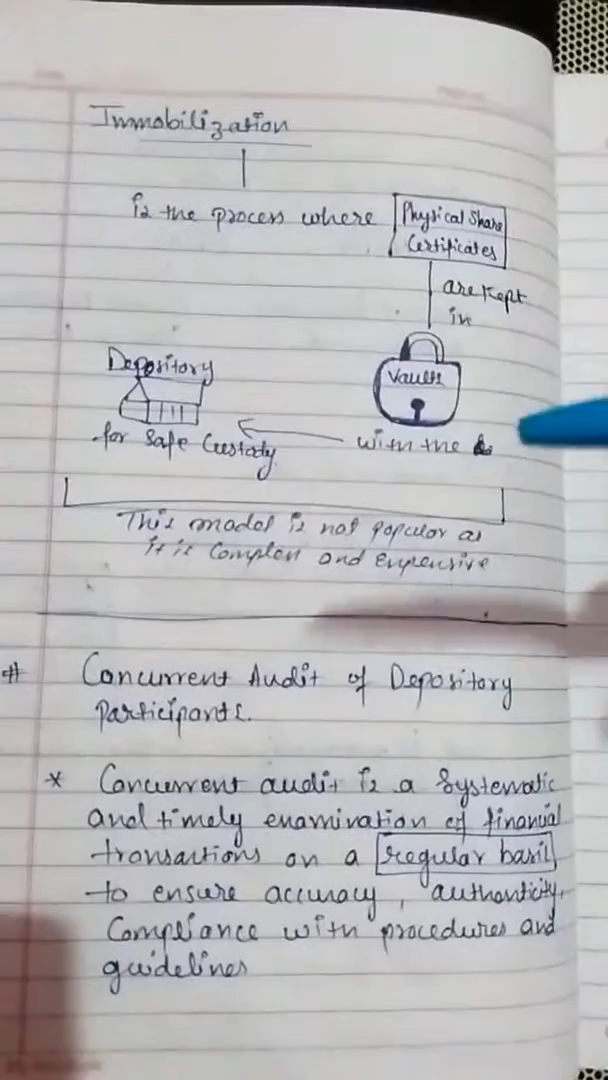 Immobilization
is the process where Physical Share
Certificates
are kept
in
Vaults
with the
Depository
for Safe Custody.
This model is not popular as
it is Complex and Expensive
# Concurrent Audit of Depository
Participants.
* Concurrent audit is a Systematic
and timely examination of financial
transactions on a regular basis
to ensure accuracy, authenticity,
Compliance with procedures and
guidelines